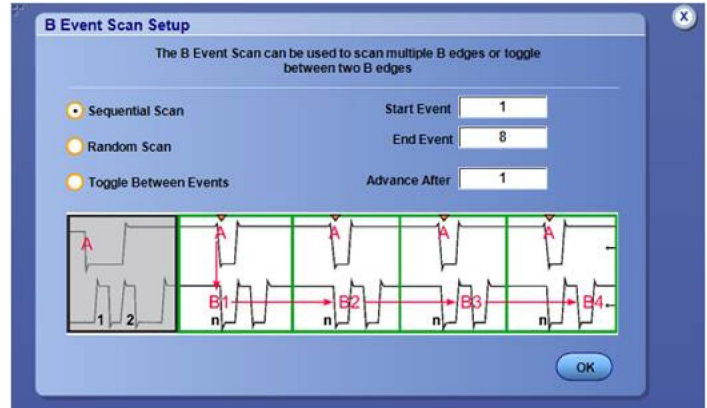 B Event Scan Setup
X
The B Event Scan can be used to scan multiple B edges or toggle
between two B edges
Sequential Scan
Start Event 1
Random Scan
End Event 8
Toggle Between Events
Advance After 1
A A A A A
B1 B2 B3 B4
1 2 n n n n
OK